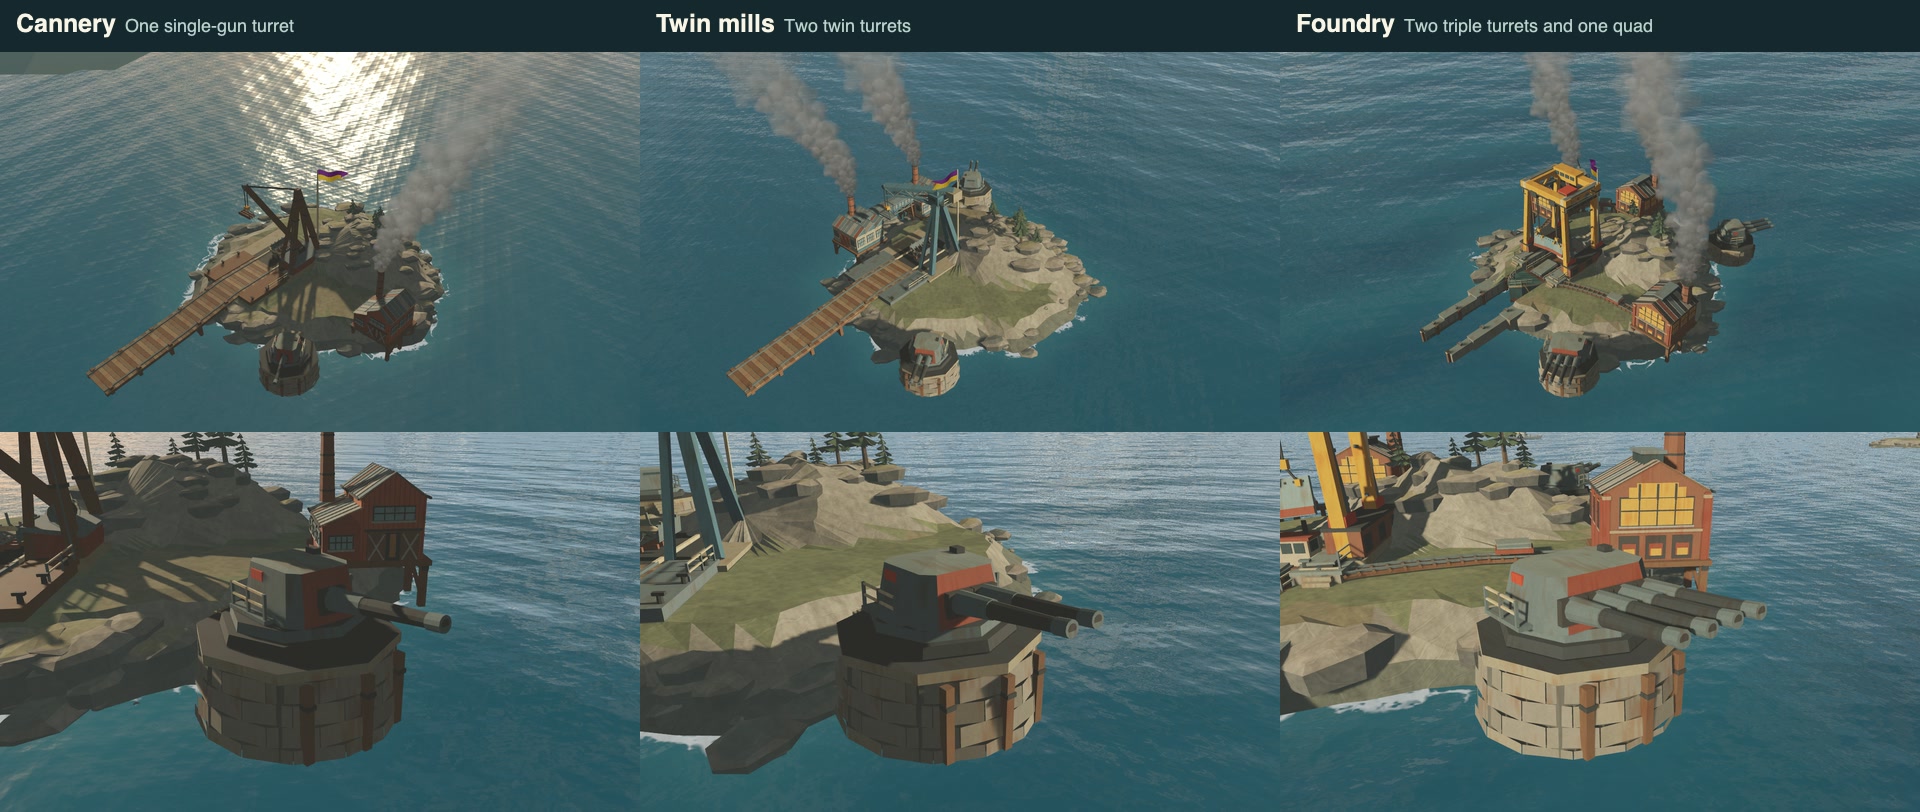 Cannery One single-gun turret
Twin mills Two twin turrets
Foundry Two triple turrets and one quad